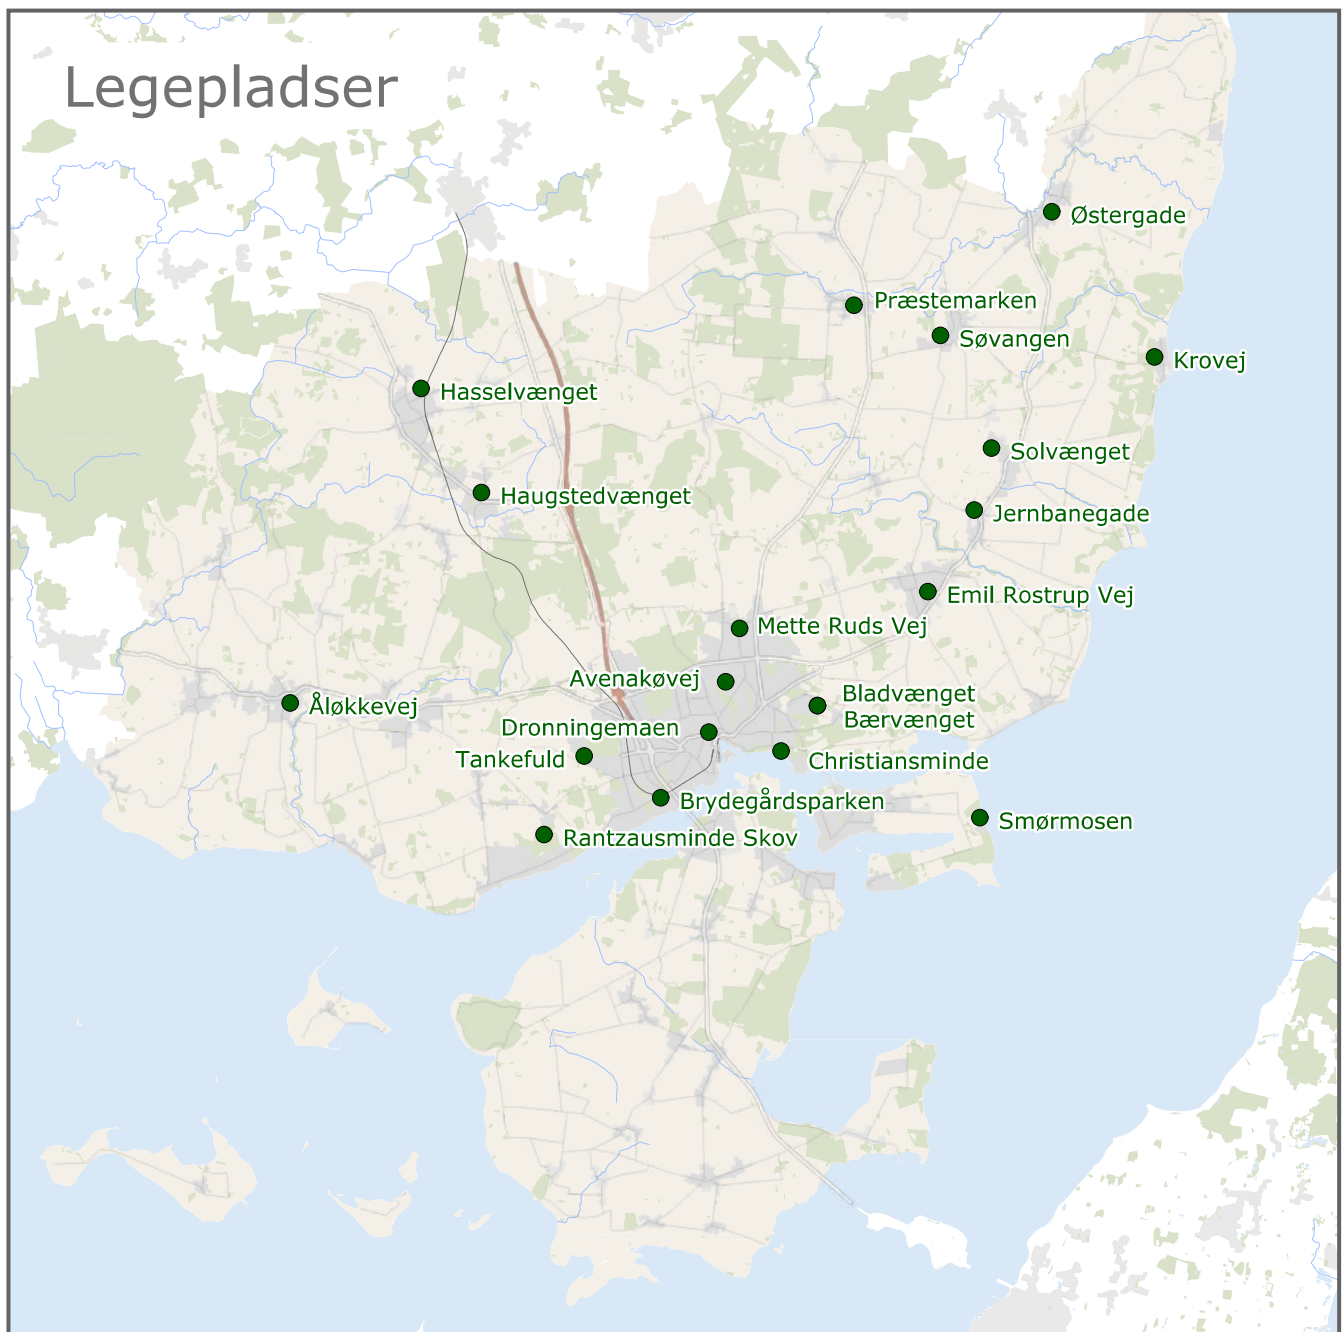 Legepladser
Østergade
Præstemarken
Søvangen
Krovej
Hasselvænget
Solvænget
Haugstedvænget
Jernbanegade
Emil Rostrup Vej
Mette Ruds Vej
Avenakøvej
Bladvænget
Bærvænget
Åløkkevej
Dronningemaen
Tankefuld
Christiansminde
Brydegårdsparken
Smørmosen
Rantzausminde Skov